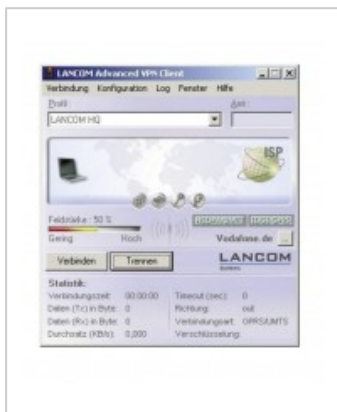 LANCOM Advanced VPN Client
Verbindung Konfiguration Log Fenster Hilfe
Profil:
LANCOM HQ
ISP
Feldstärke: 50 %
Gering Hoch
Vodafone de ...
Verbinden Trennen
LANCOM
Systems
Statistik:
Verbindungszeit: 00:00:00 Timeout (sec): 0
Daten (Tx) in Byte: 0 Richtung: out
Daten (Rx) in Byte: 0 Verbindungsart: GPRS/UMTS
Durchsatz (KB/s): 0,000 Verschlüsselung: